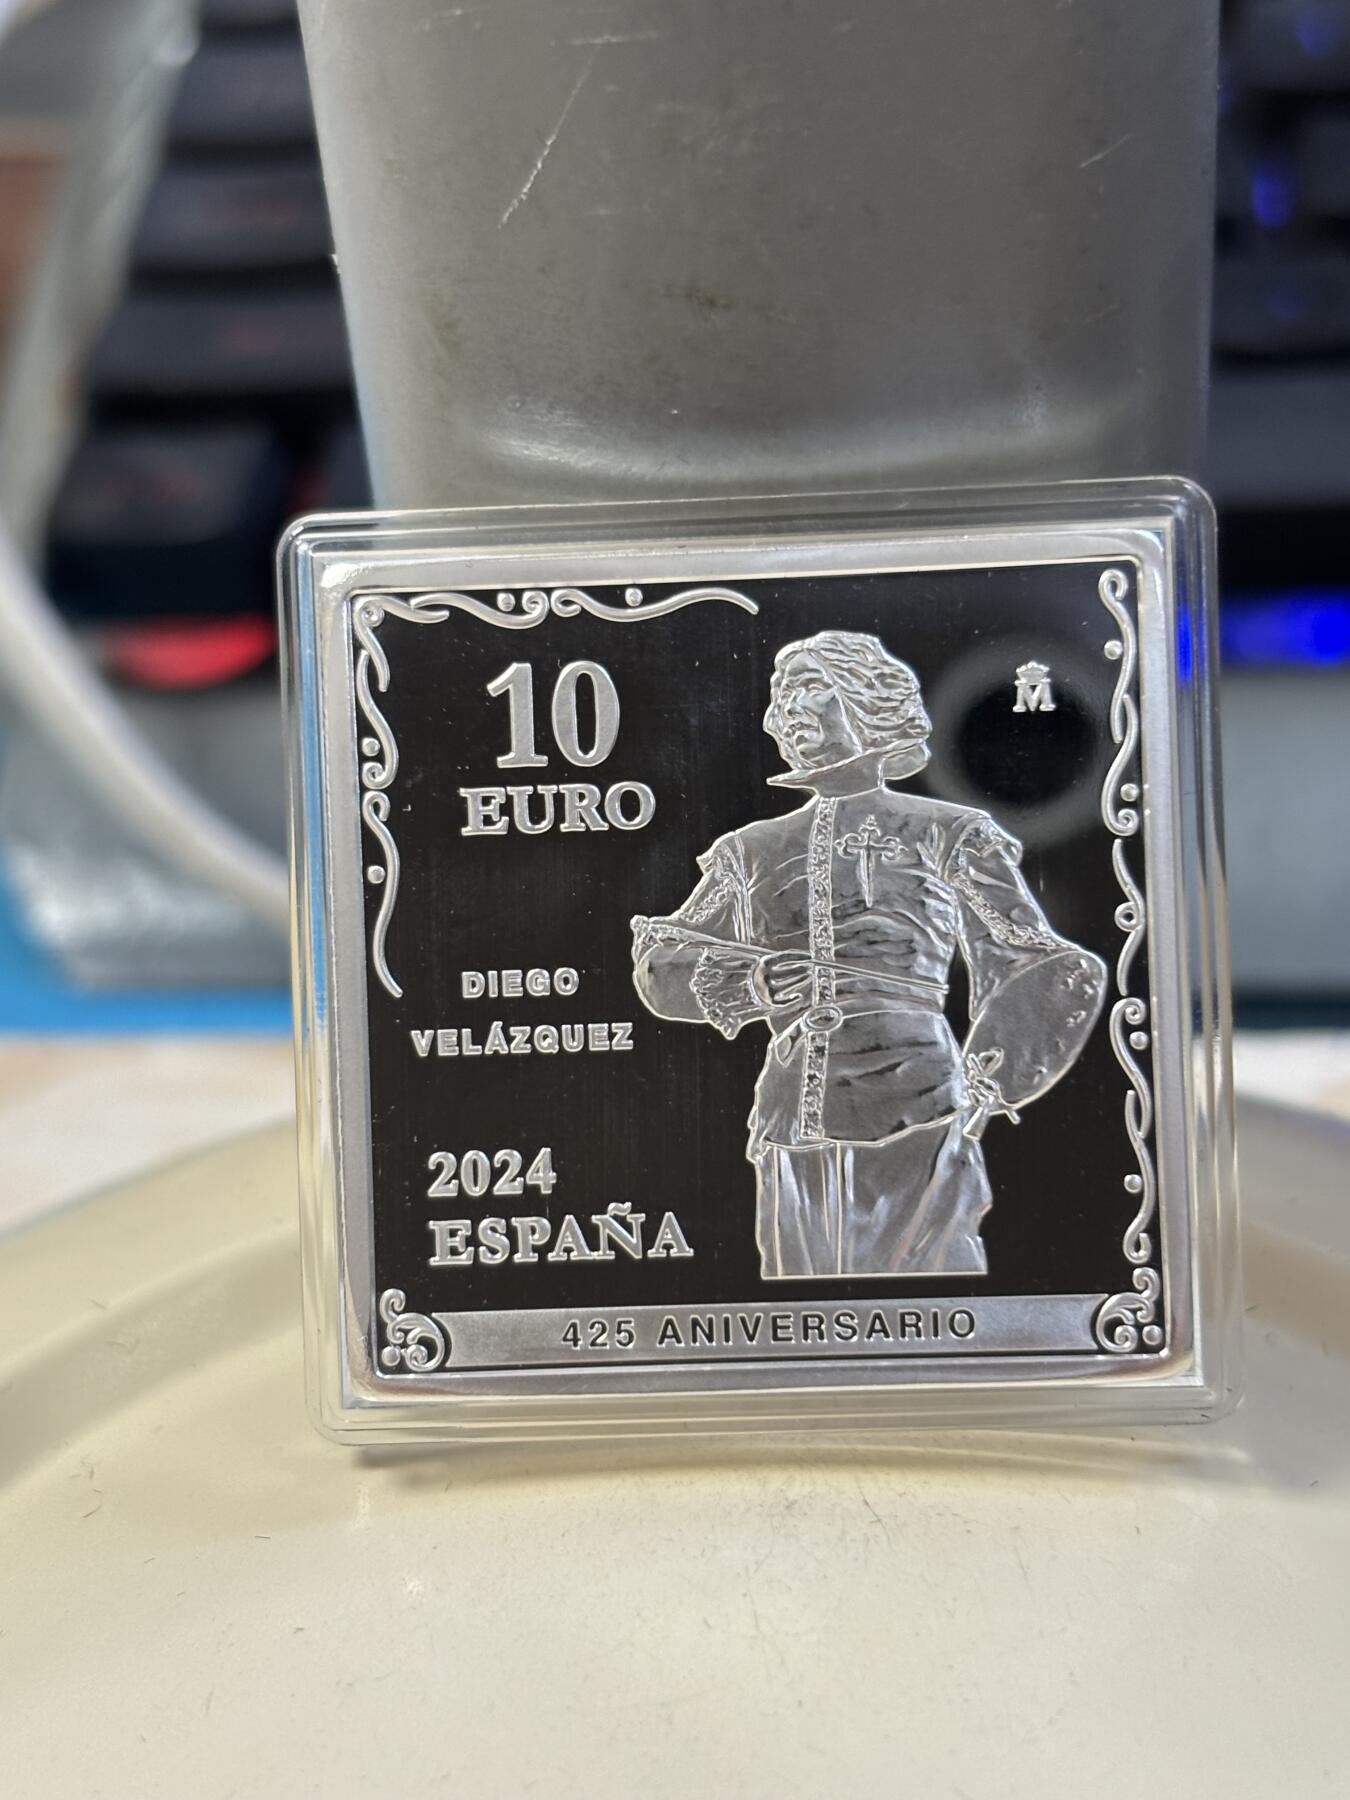 10
EURO
M
DIEGO
VELÁZQUEZ
2024
ESPAÑA
425 ANIVERSARIO